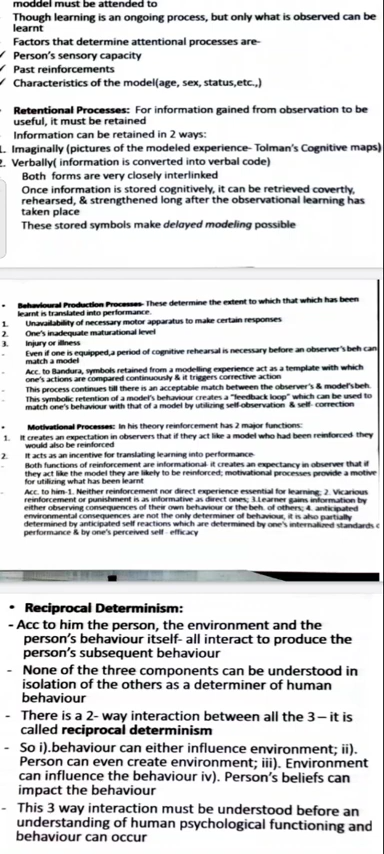 moddel must be attended to
Though learning is an ongoing process, but only what is observed can be
learnt
Factors that determine attentional processes are-
✓ Person's sensory capacity
✓ Past reinforcements
✓ Characteristics of the model(age, sex, status,etc.,)
Retentional Processes: For information gained from observation to be
useful, it must be retained
Information can be retained in 2 ways:
1. Imaginally (pictures of the modeled experience- Tolman's Cognitive maps)
2. Verbally( information is converted into verbal code)
Both forms are very closely interlinked
Once information is stored cognitively, it can be retrieved covertly,
rehearsed, & strengthened long after the observational learning has
taken place
These stored symbols make delayed modeling possible
• Behavioural Production Processes- These determine the extent to which that which has been
learnt is translated into performance.
1. Unavailability of necessary motor apparatus to make certain responses
2. One's inadequate maturational level
3. Injury or illness
- Even if one is equipped,a period of cognitive rehearsal is necessary before an observer's beh can
match a model
- Acc. to Bandura, symbols retained from a modelling experience act as a template with which
one's actions are compared continuously & it triggers corrective action
- This process continues till there is an acceptable match between the observer's & model'sbeh.
- This symbolic retention of a model's behaviour creates a "feedback loop" which can be used to
match one's behaviour with that of a model by utilizing self-observation & self- correction
• Motivational Processes: In his theory reinforcement has 2 major functions:
1. It creates an expectation in observers that if they act like a model who had been reinforced they
would also be reinforced
2. It acts as an incentive for translating learning into performance
- Both functions of reinforcement are informational- it creates an expectancy in observer that if
they act like the model they are likely to be reinforced; motivational processes provide a motive
for utilizing what has been learnt
- Acc. to him-1. Neither reinforcement nor direct experience essential for learning; 2. Vicarious
reinforcement or punishment is as informative as direct ones; 3.Learner gains information by
either observing consequences of their own behaviour or the beh. of others; 4. anticipated
environmental consequences are not the only determiner of behaviour, it is also partially
determined by anticipated self reactions which are determined by one's internalized standards
performance & by one's perceived self - efficacy
• Reciprocal Determinism:
- Acc to him the person, the environment and the
person's behaviour itself- all interact to produce the
person's subsequent behaviour
- None of the three components can be understood in
isolation of the others as a determiner of human
behaviour
- There is a 2- way interaction between all the 3 – it is
called reciprocal determinism
- So i).behaviour can either influence environment; ii).
Person can even create environment; iii). Environment
can influence the behaviour iv). Person's beliefs can
impact the behaviour
- This 3 way interaction must be understood before an
understanding of human psychological functioning and
behaviour can occur